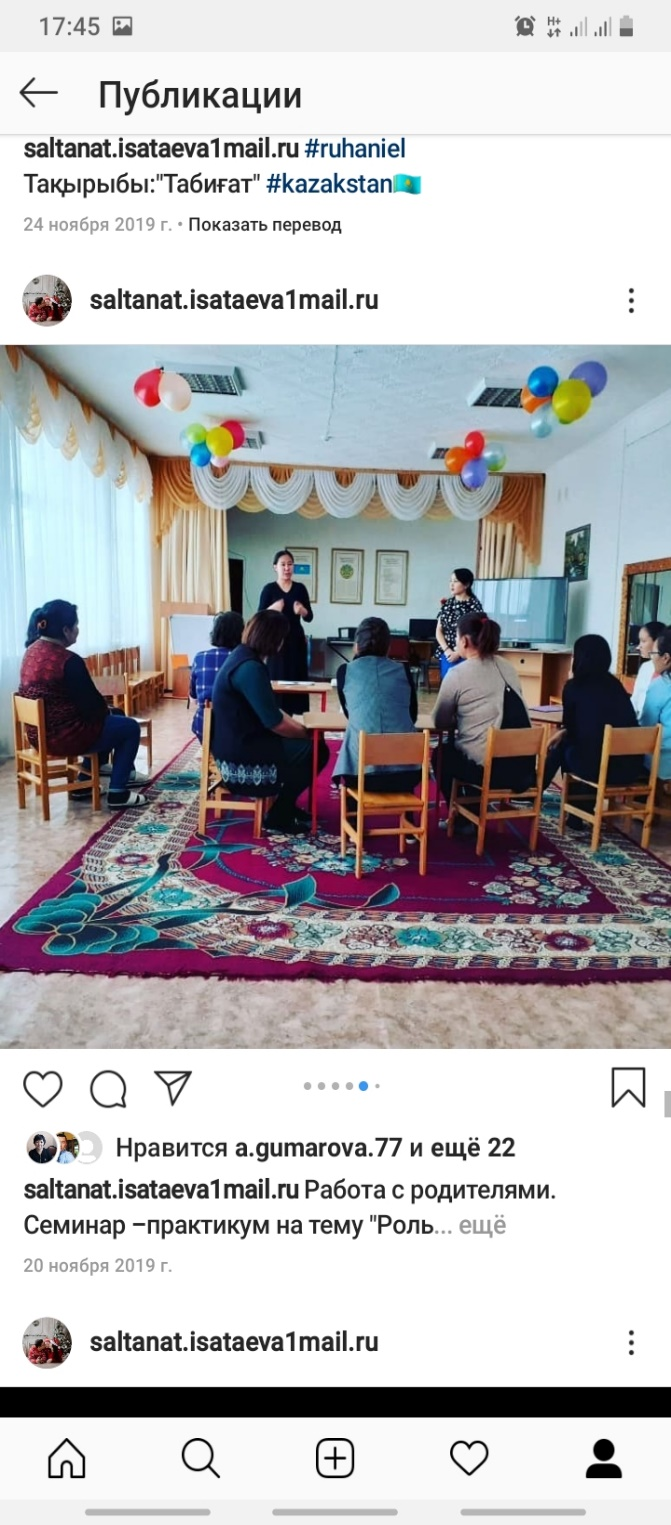 17:45
H+
Публикации
saltanat.isataeva1mail.ru #ruhaniel
Тақырыбы:"Табиғат" #kazakstan🇰🇿
24 ноября 2019 г. • Показать перевод
saltanat.isataeva1mail.ru
Нравится a.gumarova.77 и ещё 22
saltanat.isataeva1mail.ru Работа с родителями.
Семинар –практикум на тему "Роль... ещё
20 ноября 2019 г.
saltanat.isataeva1mail.ru